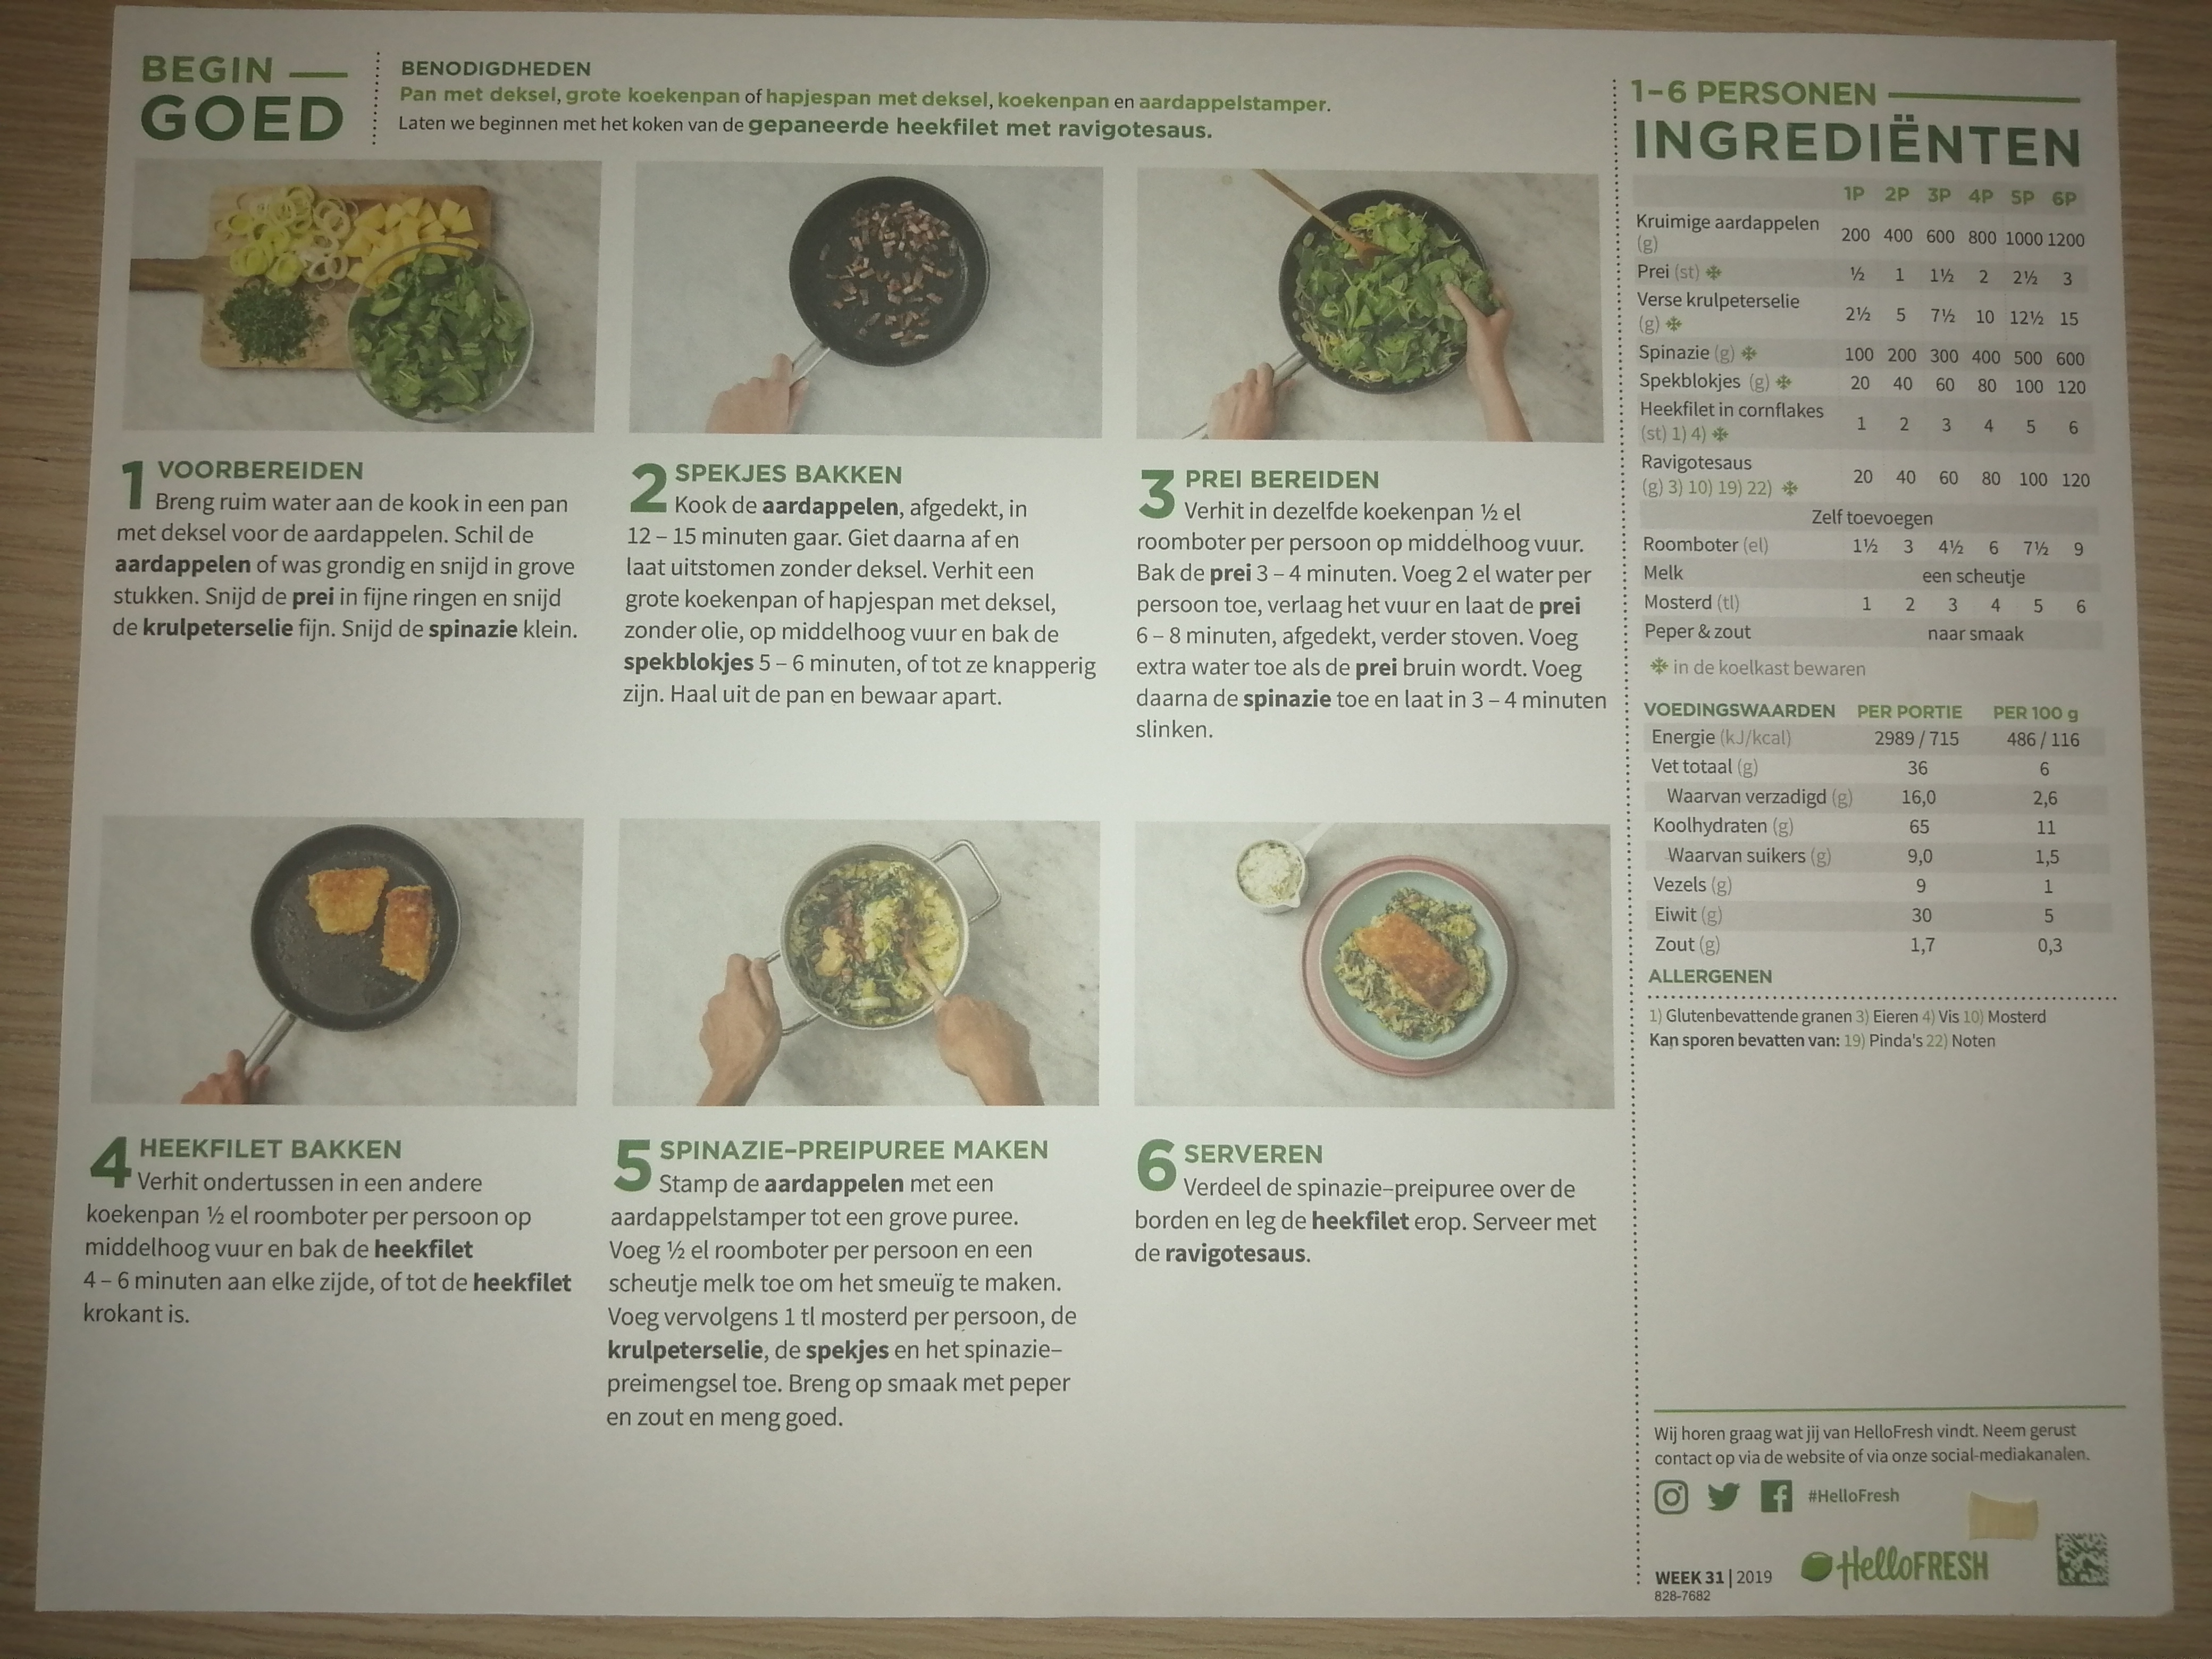 BEGIN
GOED
BENODIGDHEDEN
Pan met deksel, grote koekenpan of hapjespan met deksel, koekenpan en aardappelstamper.
Laten we beginnen met het koken van de gepaneerde heekfilet met ravigotesaus.
1 VOORBEREIDEN
Breng ruim water aan de kook in een pan
met deksel voor de aardappelen. Schil de
aardappelen of was grondig en snijd in grove
stukken. Snijd de prei in fijne ringen en snijd
de krulpeterselie fijn. Snijd de spinazie klein.
2 SPEKJES BAKKEN
Kook de aardappelen, afgedekt, in
12 – 15 minuten gaar. Giet daarna af en
laat uitstomen zonder deksel. Verhit een
grote koekenpan of hapjespan met deksel,
zonder olie, op middelhoog vuur en bak de
spekblokjes 5 – 6 minuten, of tot ze knapperig
zijn. Haal uit de pan en bewaar apart.
3 PREI BEREIDEN
Verhit in dezelfde koekenpan ½ el
roomboter per persoon op middelhoog vuur.
Bak de prei 3 – 4 minuten. Voeg 2 el water per
persoon toe, verlaag het vuur en laat de prei
6 – 8 minuten, afgedekt, verder stoven. Voeg
extra water toe als de prei bruin wordt. Voeg
daarna de spinazie toe en laat in 3 – 4 minuten
slinken.
4 HEEKFILET BAKKEN
Verhit ondertussen in een andere
koekenpan ½ el roomboter per persoon op
middelhoog vuur en bak de heekfilet
4 – 6 minuten aan elke zijde, of tot de heekfilet
krokant is.
5 SPINAZIE-PREIPUREE MAKEN
Stamp de aardappelen met een
aardappelstamper tot een grove puree.
Voeg ½ el roomboter per persoon en een
scheutje melk toe om het smeuïg te maken.
Voeg vervolgens 1 tl mosterd per persoon, de
krulpeterselie, de spekjes en het spinazie-
preimengsel toe. Breng op smaak met peper
en zout en meng goed.
6 SERVEREN
Verdeel de spinazie-preipuree over de
borden en leg de heekfilet erop. Serveer met
de ravigotesaus.
1-6 PERSONEN
INGREDIËNTEN
1P 2P 3P 4P 5P 6P
Kruimige aardappelen
(g) 200 400 600 800 1000 1200
Prei (st) ½ 1 1½ 2 2½ 3
Verse krulpeterselie
(g) 2½ 5 7½ 10 12½ 15
Spinazie (g) 100 200 300 400 500 600
Spekblokjes (g) 20 40 60 80 100 120
Heekfilet in cornflakes
(st) 1) 4) 1 2 3 4 5 6
Ravigotesaus
(g) 3) 10) 19) 22) 20 40 60 80 100 120
Zelf toevoegen
Roomboter (el) 1½ 3 4½ 6 7½ 9
Melk een scheutje
Mosterd (tl) 1 2 3 4 5 6
Peper & zout naar smaak
in de koelkast bewaren
VOEDINGSWAARDEN PER PORTIE PER 100 g
Energie (kJ/kcal) 2989 / 715 486 / 116
Vet totaal (g) 36 6
Waarvan verzadigd (g) 16,0 2,6
Koolhydraten (g) 65 11
Waarvan suikers (g) 9,0 1,5
Vezels (g) 9 1
Eiwit (g) 30 5
Zout (g) 1,7 0,3
ALLERGENEN
1) Glutenbevattende granen 3) Eieren 4) Vis 10) Mosterd
Kan sporen bevatten van: 19) Pinda's 22) Noten
Wij horen graag wat jij van HelloFresh vindt. Neem gerust
contact op via de website of via onze social-mediakanalen.
#HelloFresh
WEEK 31 | 2019
828-7682
HelloFRESH